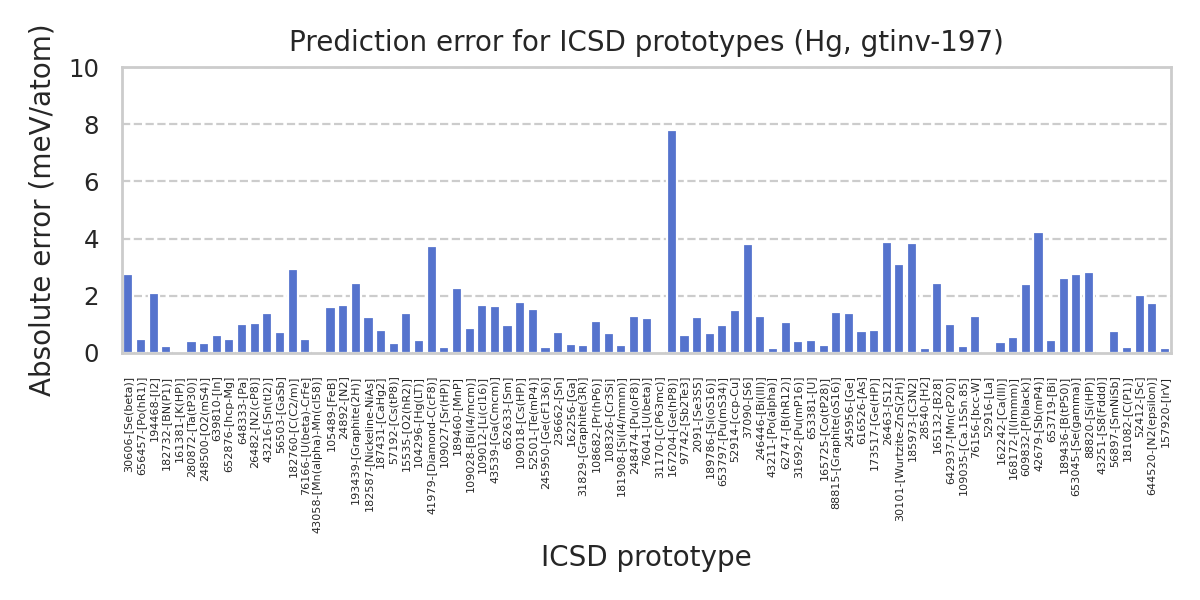 Prediction error for ICSD prototypes (Hg, gtinv-197)
Absolute error (meV/atom)
10
8
6
4
2
0
30606-[Se(beta)]
656457-[Po(hR1)]
194468-[I2]
182732-[BN(P1)]
161381-[K(HP)]
280872-[Ta(tP30)]
248500-[O2(mS4)]
639810-[In]
652876-[hcp-Mg]
64833-[Pa]
26482-[N2(cP8)]
43216-[Sn(tI2)]
5603-[GaSb]
182760-[C(C2/m)]
76166-[U(beta)-CrFe]
43058-[Mn(alpha)-Mn(cI58)]
105489-[FeB]
24892-[N2]
193439-[Graphite(2H)]
182587-[Nickeline-NiAs]
187431-[CaHg2]
57192-[Cs(tP8)]
15535-[O2(hR2)]
104296-[Hg(LT)]
41979-[Diamond-C(cF8)]
109027-[Sr(HP)]
189460-[MnP]
109028-[Bi(I4/mcm)]
109012-[Li(cI16)]
43539-[Ga(Cmcm)]
652633-[Sm]
109018-[Cs(HP)]
52501-[Te(mP4)]
245950-[Ge(cF136)]
236662-[Sn]
162256-[Ga]
31829-[Graphite(3R)]
108682-[Pr(hP6)]
108326-[Cr3Si]
181908-[Si(I4/mmm)]
248474-[Pu(oF8)]
76041-[U(beta)]
31170-[C(P63mc)]
167204-[Ge(hP8)]
97742-[Sb2Te3]
2091-[Se3S5]
189786-[Si(oS16)]
653797-[Pu(mS34)]
52914-[ccp-Cu]
37090-[S6]
246446-[Bi(III)]
43211-[Po(alpha)]
62747-[B(hR12)]
31692-[Pu(mP16)]
653381-[U]
165725-[Co(tP28)]
88815-[Graphite(oS16)]
245956-[Ge]
616526-[As]
173517-[Ge(HP)]
26463-[S12]
30101-[Wurtzite-ZnS(2H)]
185973-[C3N2]
28540-[H2]
165132-[B28]
642937-[Mn(cP20)]
109035-[Ca.15Sn.85]
76156-[bcc-W]
52916-[La]
162242-[Ca(III)]
168172-[I(Immm)]
609832-[P(black)]
42679-[Sb(mP4)]
653719-[Bi]
189436-[B(tP50)]
653045-[Se(gamma)]
88820-[Si(HP)]
432511-[S8(Fddd)]
56897-[SmNiSb]
181082-[C(P1)]
52412-[Sc]
644520-[N2(epsilon)]
157920-[IrV]
ICSD prototype